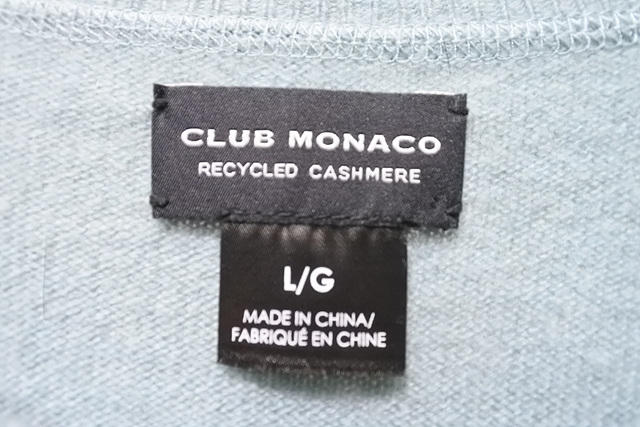 CLUB MONACO
RECYCLED CASHMERE
L/G
MADE IN CHINA/
FABRIQUÉ EN CHINE